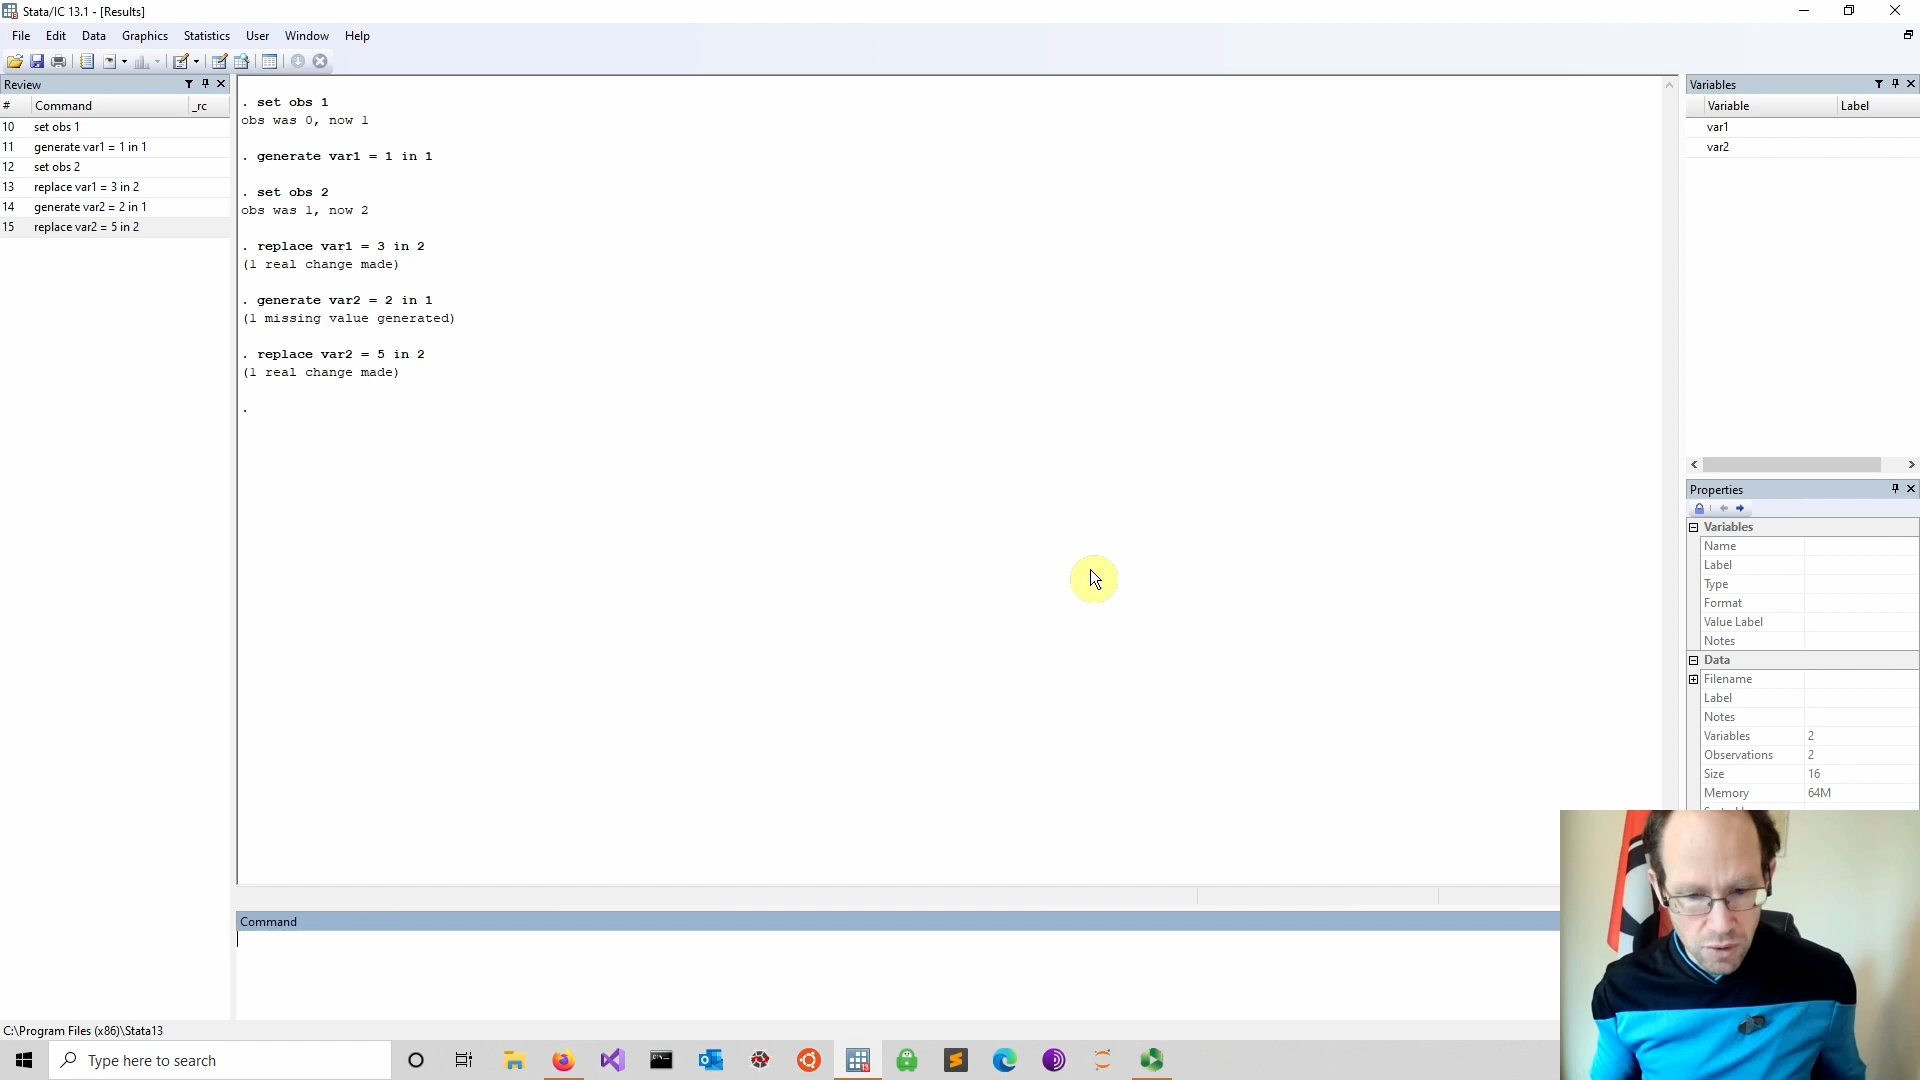 Stata/IC 13.1 - [Results]
File Edit Data Graphics Statistics User Window Help
Review
# Command _rc
10 set obs 1
11 generate var1 = 1 in 1
12 set obs 2
13 replace var1 = 3 in 2
14 generate var2 = 2 in 1
15 replace var2 = 5 in 2
. set obs 1
obs was 0, now 1
. generate var1 = 1 in 1
. set obs 2
obs was 1, now 2
. replace var1 = 3 in 2
(1 real change made)
. generate var2 = 2 in 1
(1 missing value generated)
. replace var2 = 5 in 2
(1 real change made)
.
Command
Variables
Variable Label
var1
var2
Properties
Variables
Name
Label
Type
Format
Value Label
Notes
Data
Filename
Label
Notes
Variables 2
Observations 2
Size 16
Memory 64M
C:\Program Files (x86)\Stata13
Type here to search